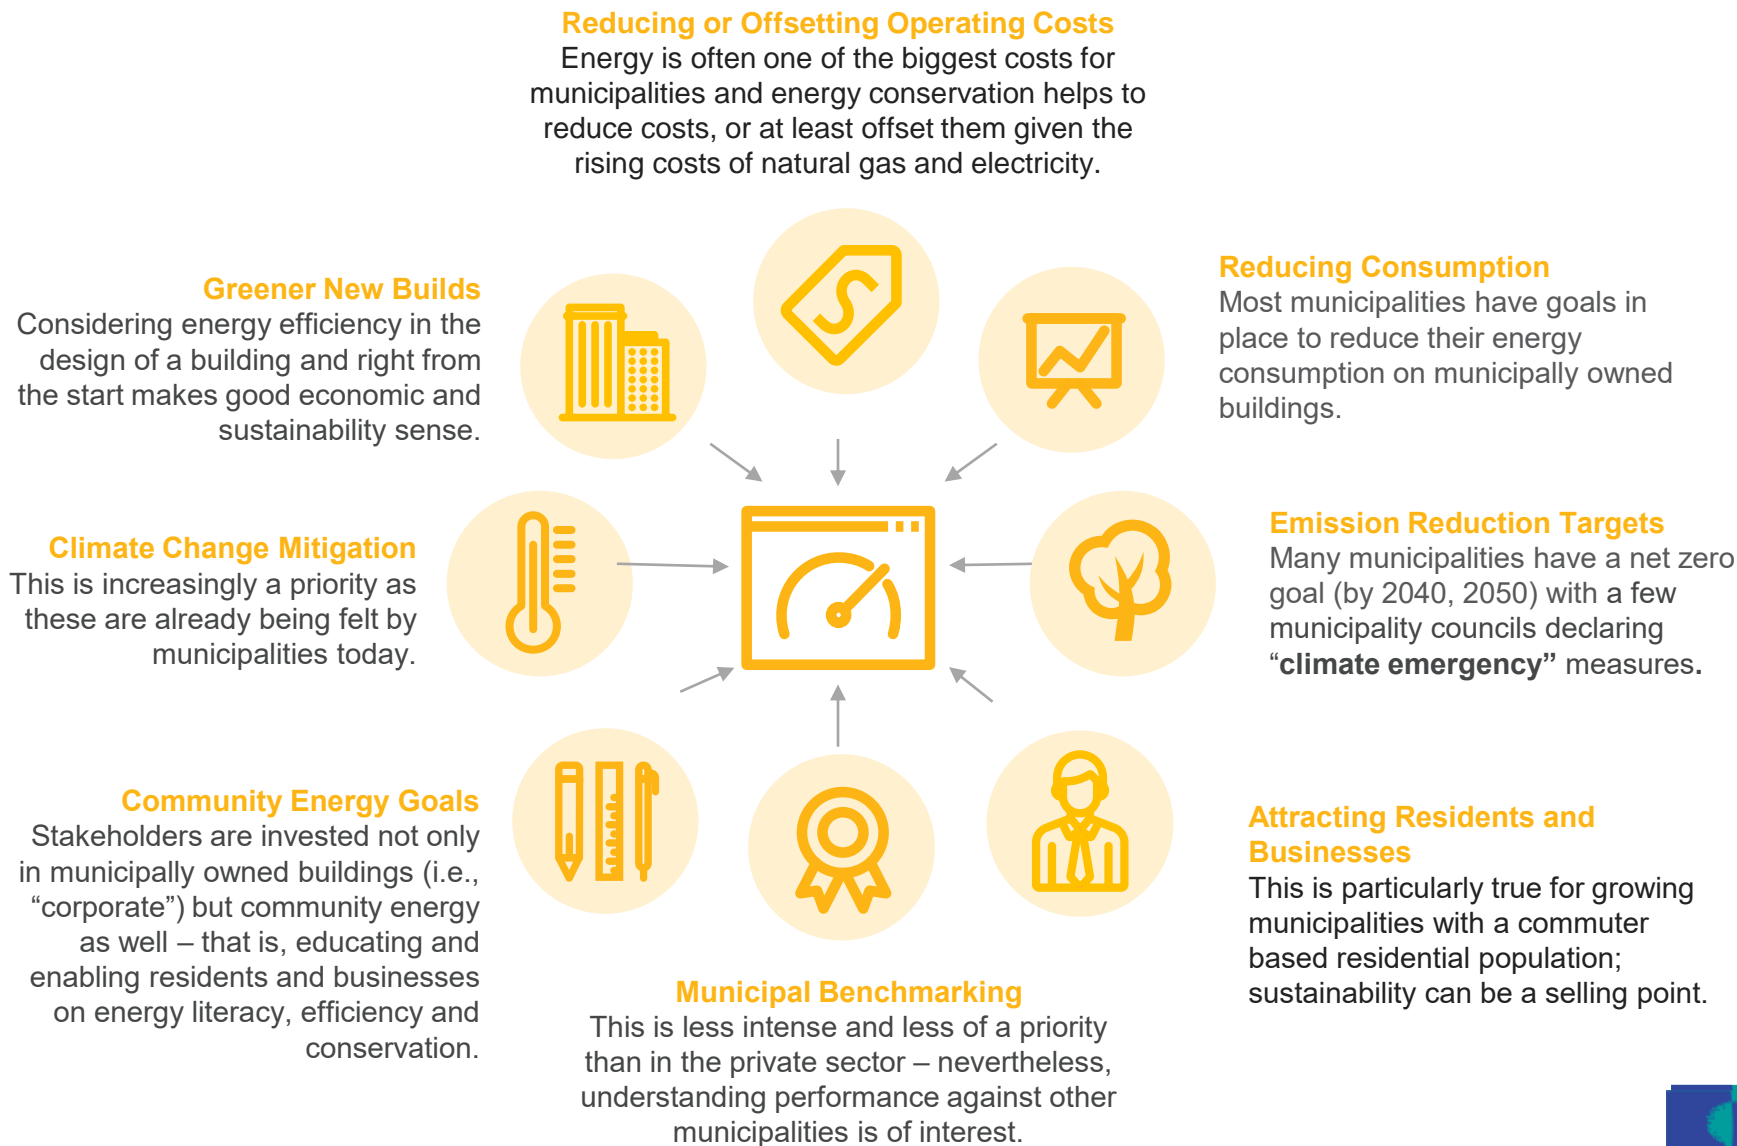 Reducing or Offsetting Operating Costs
Energy is often one of the biggest costs for
municipalities and energy conservation helps to
reduce costs, or at least offset them given the
rising costs of natural gas and electricity.
Greener New Builds
Considering energy efficiency in the
design of a building and right from
the start makes good economic and
sustainability sense.
Reducing Consumption
Most municipalities have goals in
place to reduce their energy
consumption on municipally owned
buildings.
Climate Change Mitigation
This is increasingly a priority as
these are already being felt by
municipalities today.
Emission Reduction Targets
Many municipalities have a net zero
goal (by 2040, 2050) with a few
municipality councils declaring
“climate emergency” measures.
Community Energy Goals
Stakeholders are invested not only
in municipally owned buildings (i.e.,
“corporate”) but community energy
as well – that is, educating and
enabling residents and businesses
on energy literacy, efficiency and
conservation.
Attracting Residents and
Businesses
This is particularly true for growing
municipalities with a commuter
based residential population;
sustainability can be a selling point.
Municipal Benchmarking
This is less intense and less of a priority
than in the private sector – nevertheless,
understanding performance against other
municipalities is of interest.